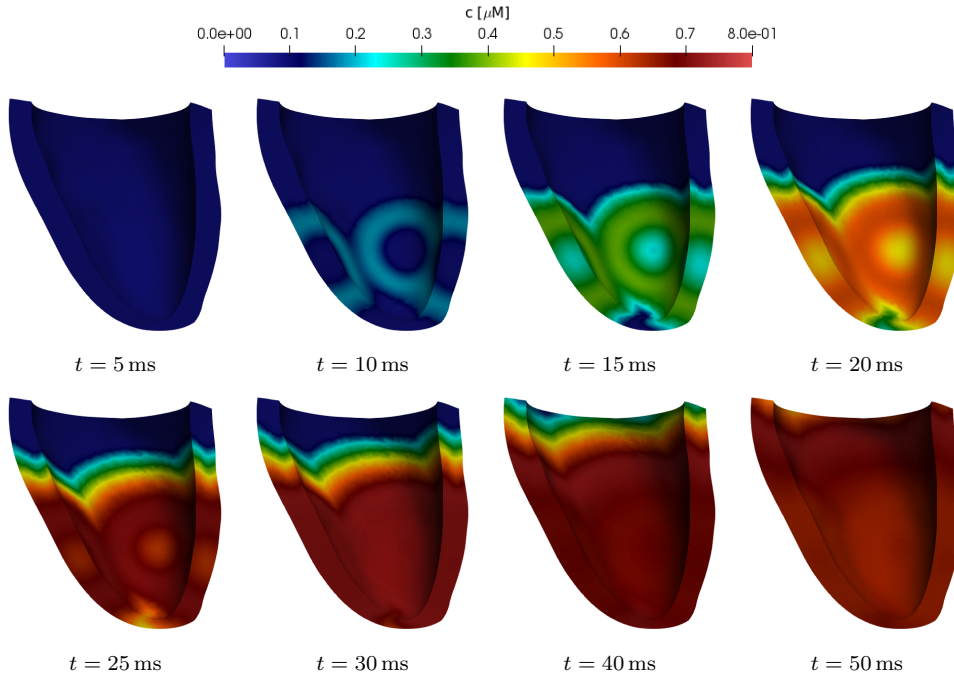 c [μM]
0.0e+00 0.1 0.2 0.3 0.4 0.5 0.6 0.7 8.0e-01
t = 5 ms t = 10 ms t = 15 ms t = 20 ms
t = 25 ms t = 30 ms t = 40 ms t = 50 ms